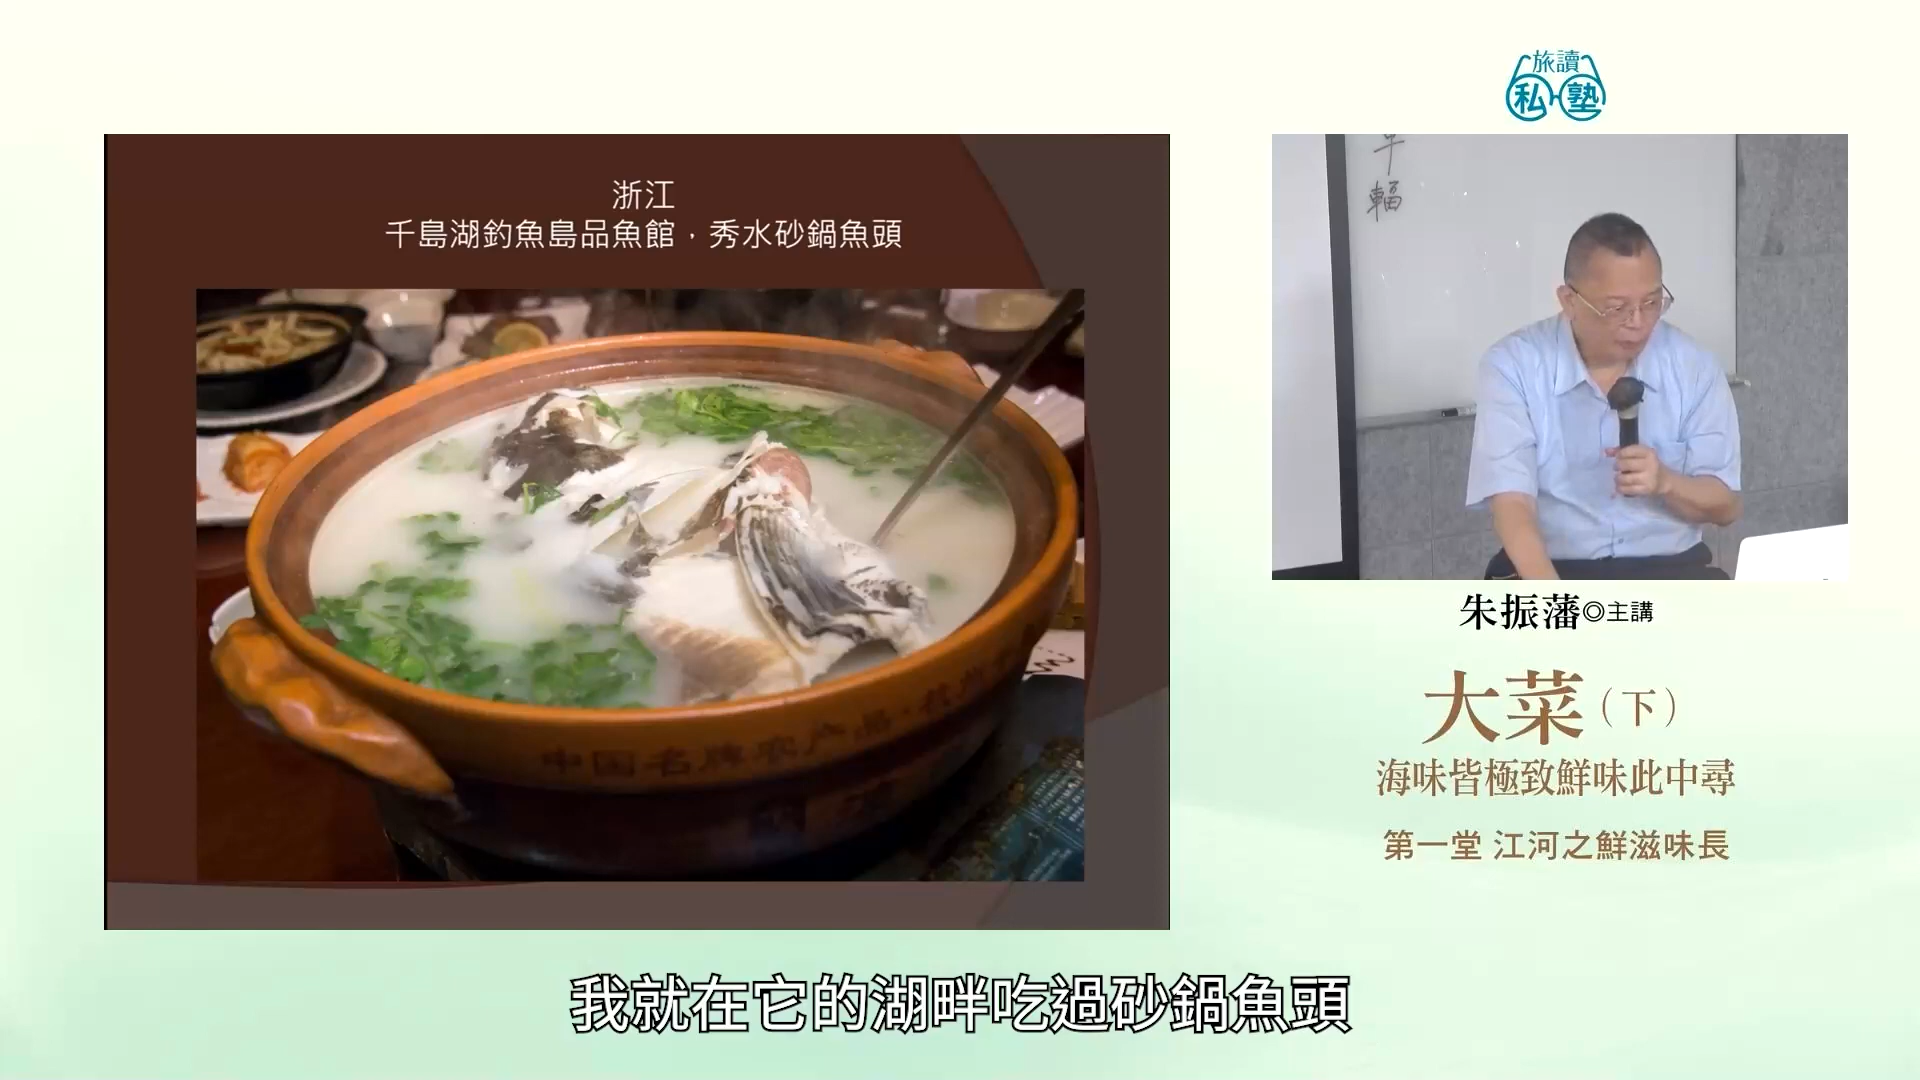 旅讀
私塾
浙江
千島湖釣魚島品魚館，秀水砂鍋魚頭
中国名牌农产品·杭州
輻
朱振藩◎主講
大菜（下）
海味皆極致鮮味此中尋
第一堂 江河之鮮滋味長
我就在它的湖畔吃過砂鍋魚頭